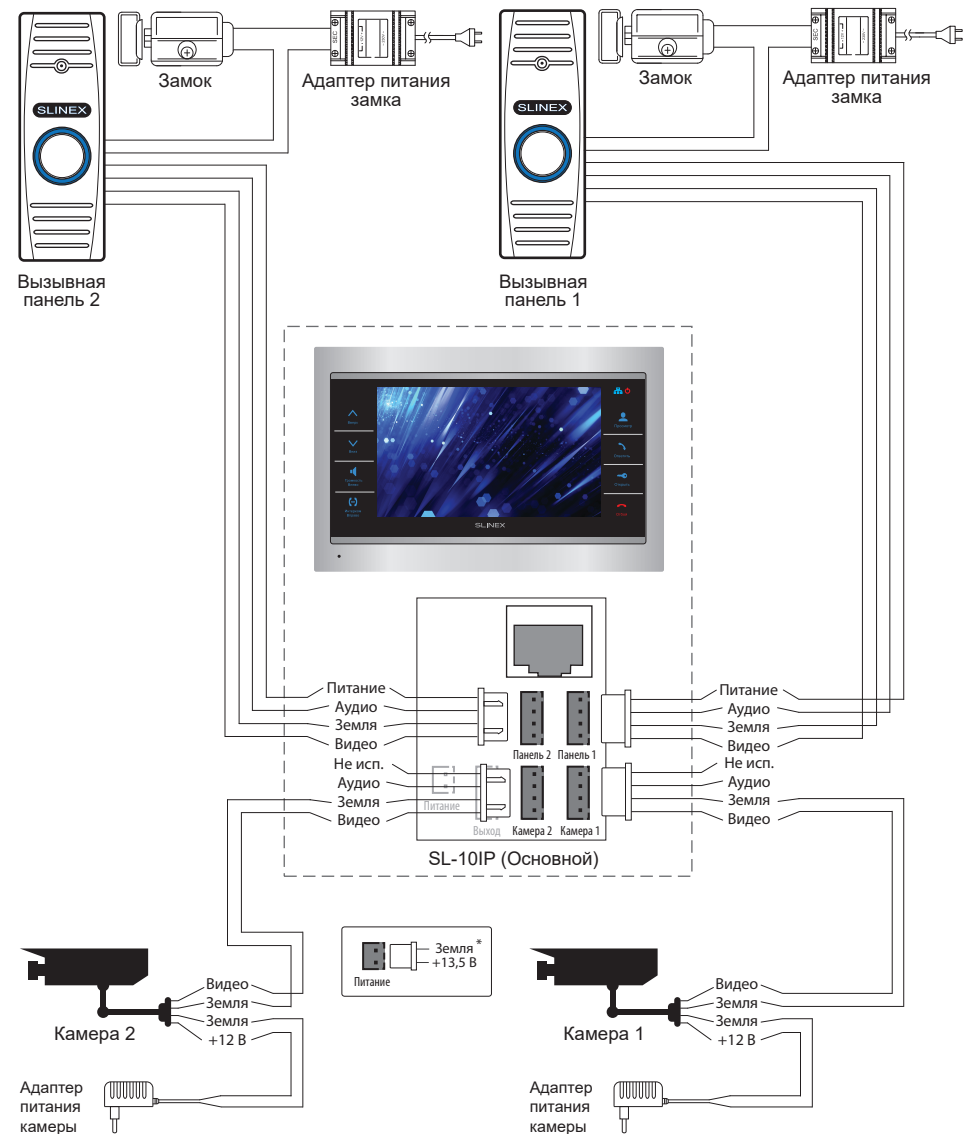 Замок
Адаптер питания
замка
Замок
Адаптер питания
замка
SEC
SEC
SLINEX
SLINEX
Вызывная
панель 2
Вызывная
панель 1
SLINEX
Питание
Аудио
Земля
Видео
Не исп.
Аудио
Земля
Видео
Питание
Аудио
Земля
Видео
Не исп.
Аудио
Земля
Видео
Панель 2
Панель 1
Питание
Выход
Камера 2
Камера 1
SL-10IP (Основной)
Земля *
+13,5 В
Питание
Видео
Земля
Земля
+12 В
Камера 2
Видео
Земля
Земля
+12 В
Камера 1
Адаптер
питания
камеры
Адаптер
питания
камеры